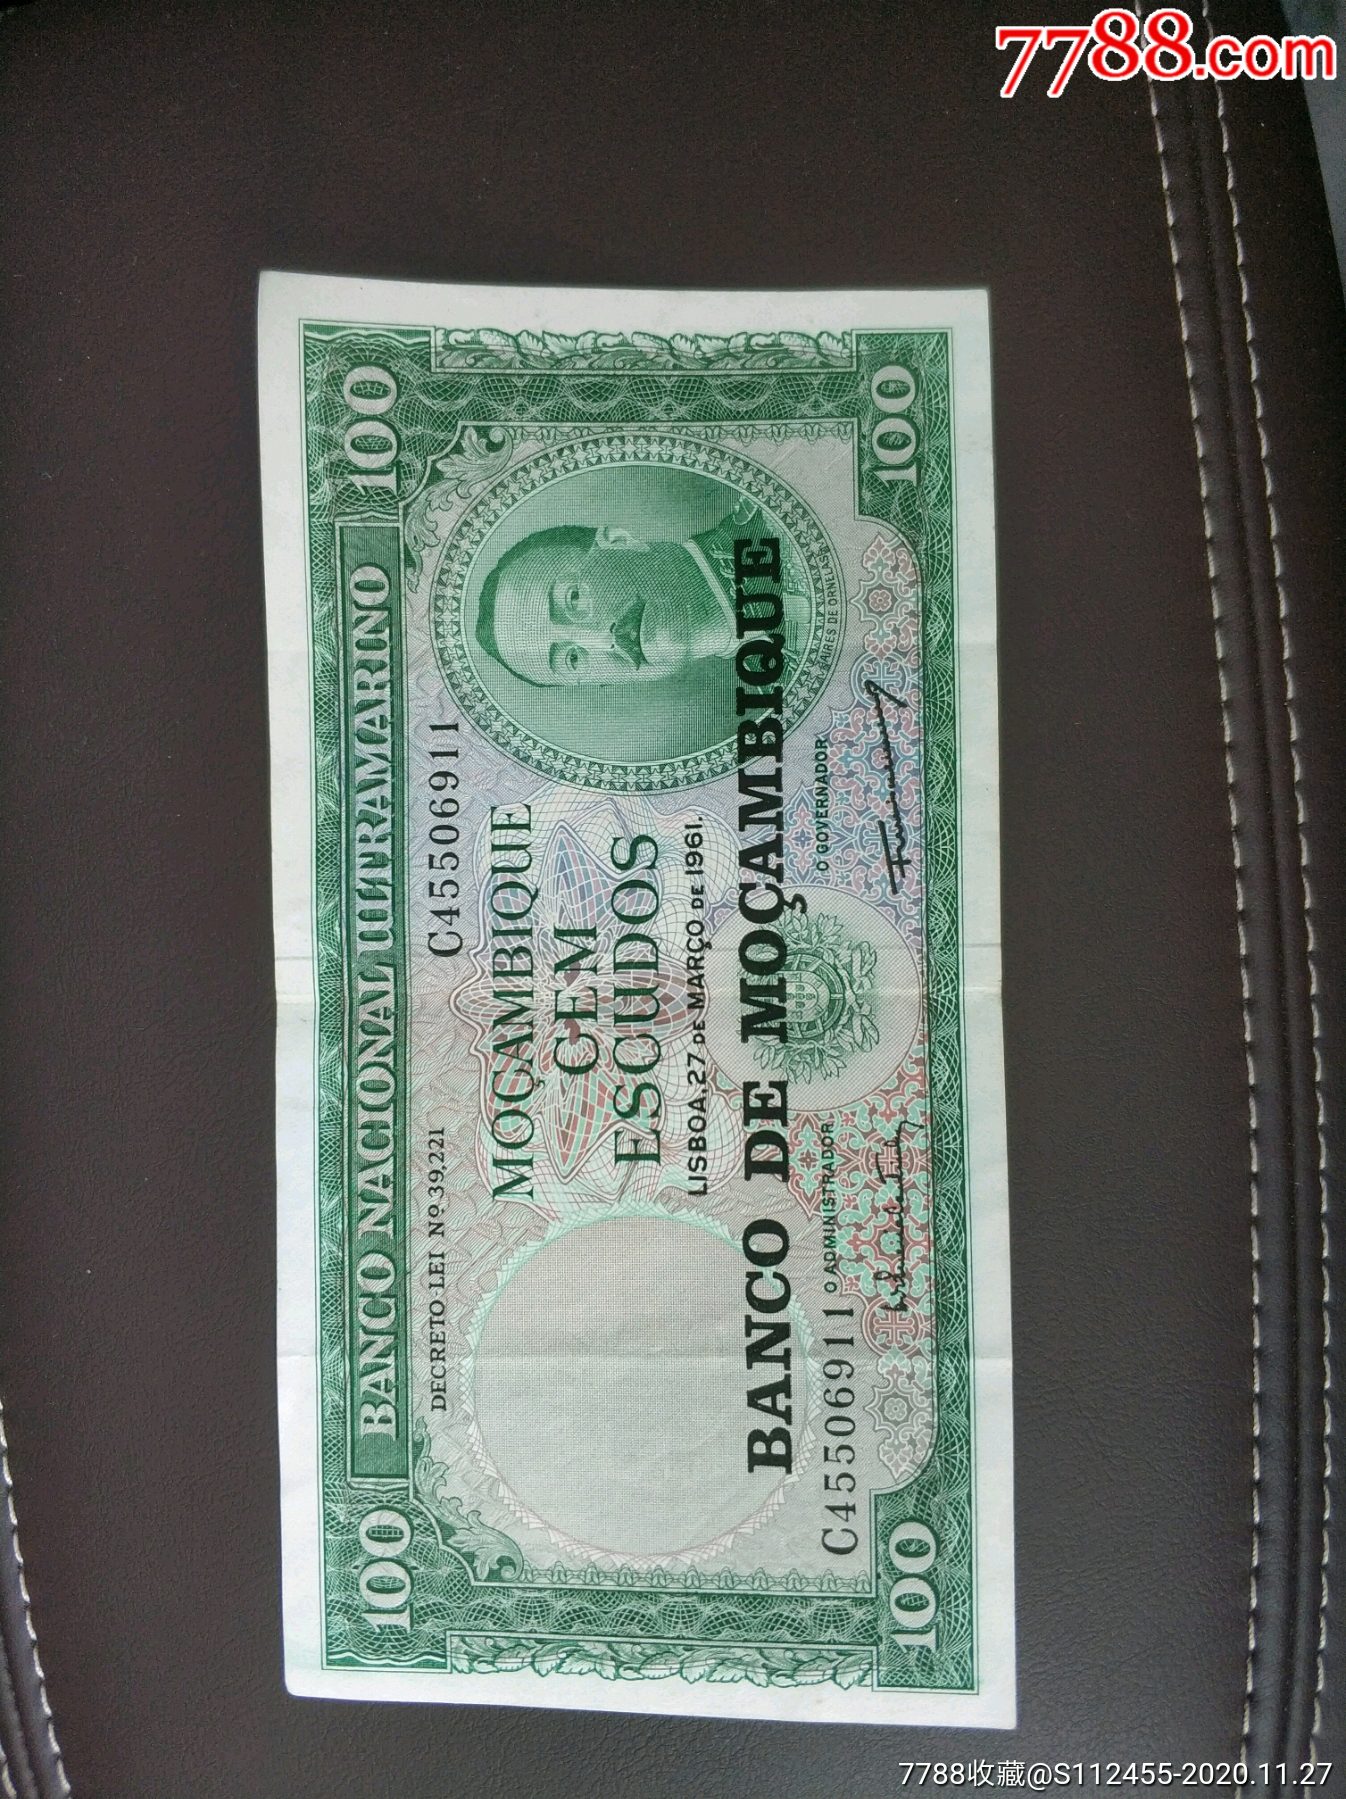 7788.com
100
BANCO NACIONAL ULTRAMARINO
100
DECRETO-LEI Nº 39,221
C45506911
MOÇAMBIQUE
CEM
ESCUDOS
LISBOA, 27 DE MARÇO DE 1961.
AIRES DE ORNELAS
BANCO DE MOÇAMBIQUE
C45506911
O ADMINISTRADOR
O GOVERNADOR
100
100
7788收藏@S112455-2020.11.27